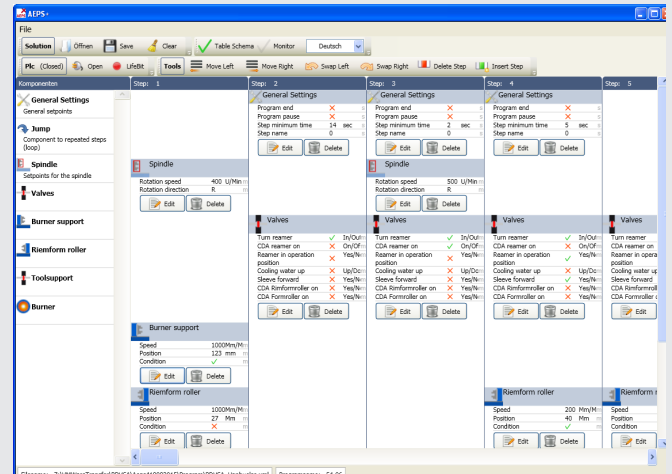 AEPS+
File
Solution Öffnen Save Clear Table Schema Monitor Deutsch
Plc (Closed) Open LifeBit Tools Move Left Move Right Swap Left Swap Right Delete Step Insert Step
Komponenten Step: 1 Step: 2 Step: 3 Step: 4 Step: 5
General Settings
General setpoints
Jump
Component to repeated steps
(loop)
Spindle
Setpoints for the spindle
Valves
Burner support
Riemform roller
Toolsupport
Burner
Spindle
Rotation speed 400 U/Min
Rotation direction R
Edit Delete
Burner support
Speed 1000Mm/M
Position 123 mm
Condition
Edit Delete
Riemform roller
Speed 1000Mm/M
Position 27 Mm
Condition
Edit Delete
General Settings
Program end
Program pause
Step minimum time 14 sec
Step name 0
Edit Delete
Valves
Turn reamer In/Out
CDA reamer on On/Of
Reamer in operation Yes/N
position
Cooling water up Up/Do
Sleeve forward Yes/N
CDA Rimformroller on Yes/N
CDA Formroller on Yes/N
Edit Delete
General Settings
Program end
Program pause
Step minimum time 2 sec
Step name 0
Edit Delete
Spindle
Rotation speed 500 U/Min
Rotation direction R
Edit Delete
Valves
Turn reamer In/Out
CDA reamer on On/Of
Reamer in operation Yes/N
position
Cooling water up Up/Do
Sleeve forward Yes/N
CDA Rimformroller on Yes/N
CDA Formroller on Yes/N
Edit Delete
General Settings
Program end
Program pause
Step minimum time 5 sec
Step name 0
Edit Delete
Valves
Turn reamer In/Out
CDA reamer on On/Of
Reamer in operation Yes/N
position
Cooling water up Up/Do
Sleeve forward Yes/N
CDA Rimformroller on Yes/N
CDA Formroller on Yes/N
Edit Delete
Riemform roller
Speed 200 Mm/M
Position 40 Mm
Condition
Edit Delete
Valves
Turn reamer
CDA reamer on
Reamer in opera
position
Cooling water up
Sleeve forward
CDA Rimformroll
CDA Formroller
Edit
Riemform r
Speed
Position
Condition
Edit